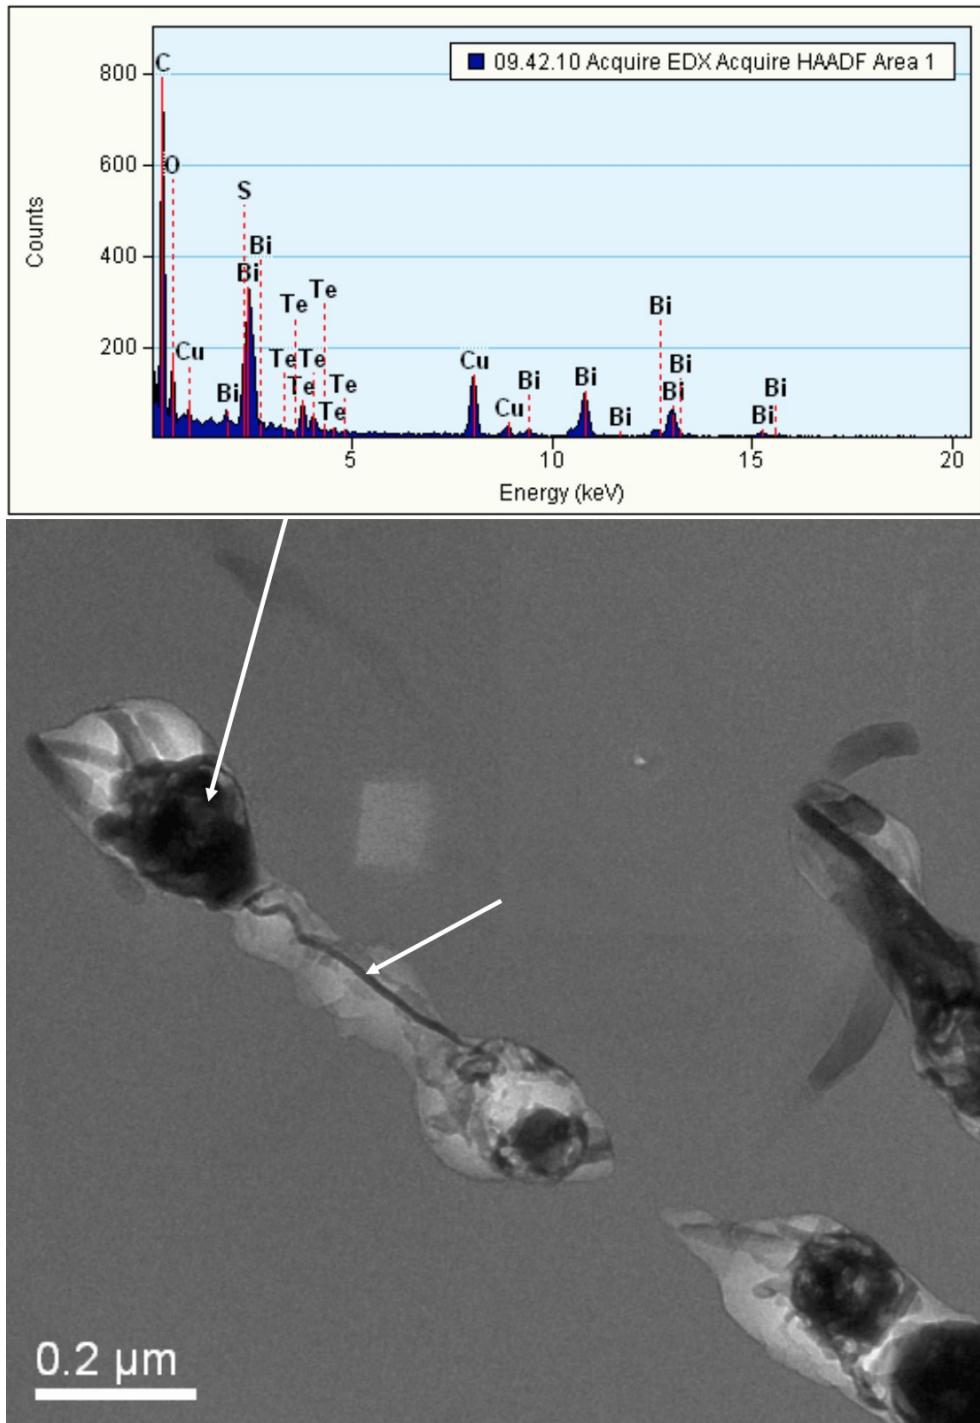 09.42.10 Acquire EDX Acquire HAADF Area 1
800
600
400
200
Counts
C
O
S
Bi
Bi
Te
Te
Bi
Cu
Te
Te
Te
Cu
Bi
Bi
Bi
Bi
Bi
Te
Te
Cu
Bi
Bi
Bi
5
10
15
20
Energy (keV)
0.2 µm